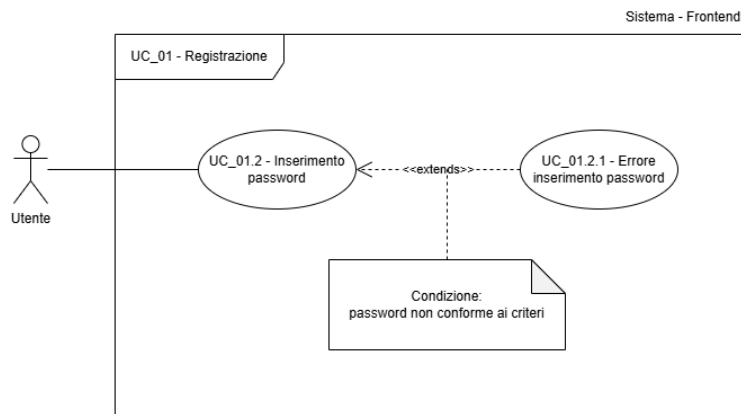 Sistema - Frontend
UC_01 - Registrazione
UC_01.2 - Inserimento
password
<<extends>>
UC_01.2.1 - Errore
inserimento password
Utente
Condizione:
password non conforme ai criteri